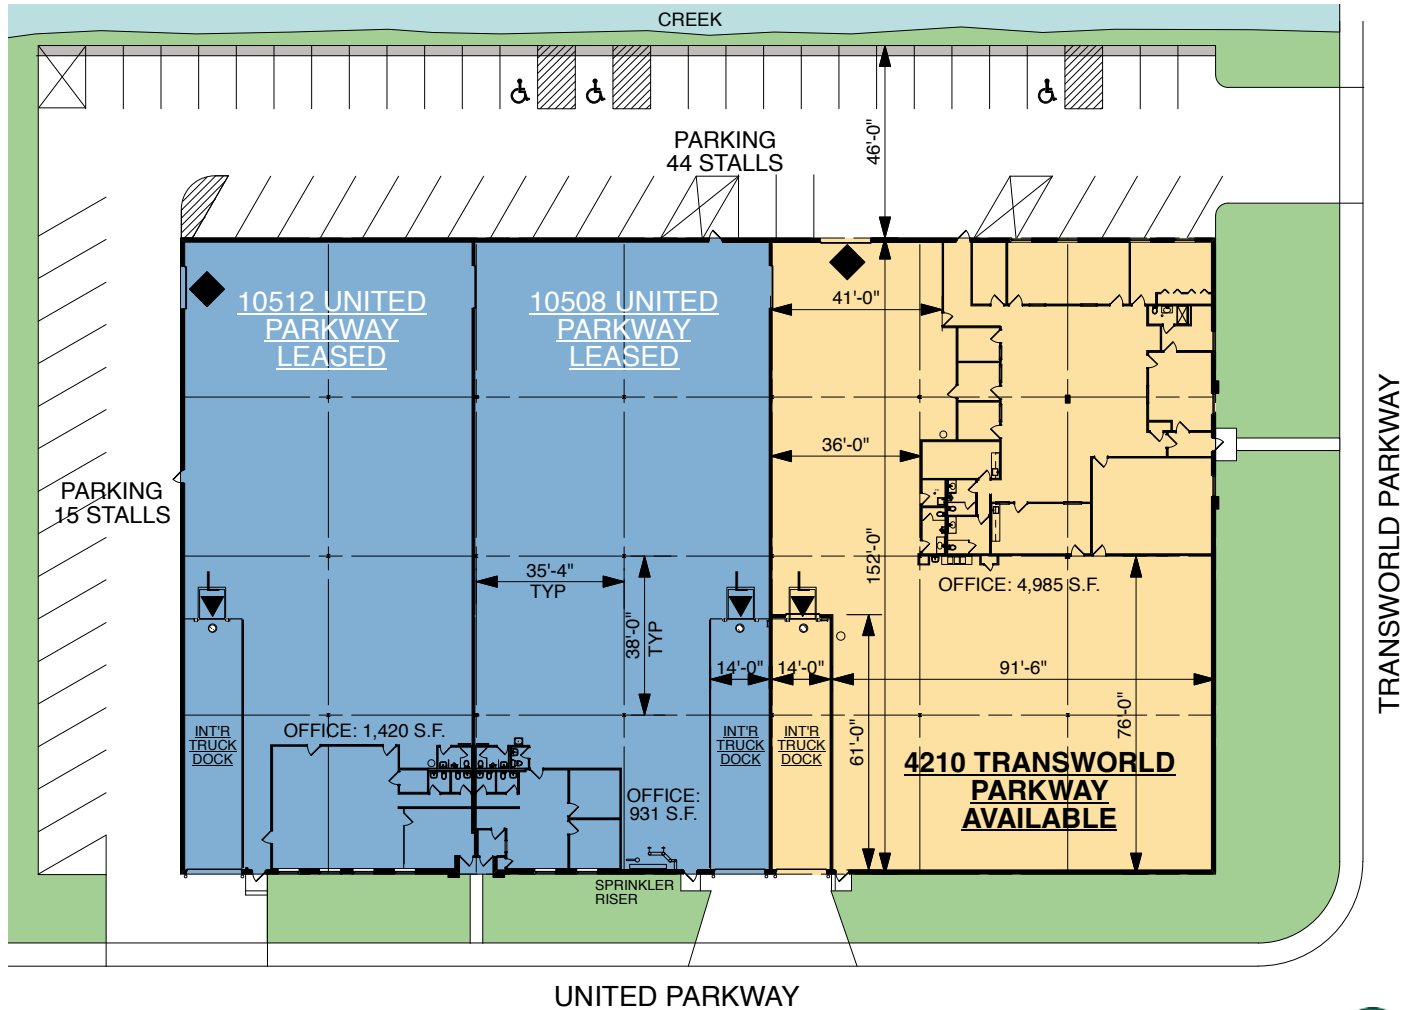 CREEK
PARKING
44 STALLS
46'-0"
10512 UNITED
PARKWAY
LEASED
10508 UNITED
PARKWAY
LEASED
41'-0"
36'-0"
PARKING
15 STALLS
152'-0"
35'-4"
TYP
38'-0"
TYP
OFFICE: 4,985 S.F.
14'-0"
14'-0"
91'-6"
76'-0"
61'-0"
OFFICE: 1,420 S.F.
INT'R
TRUCK
DOCK
INT'R
TRUCK
DOCK
INT'R
TRUCK
DOCK
OFFICE:
931 S.F.
4210 TRANSWORLD
PARKWAY
AVAILABLE
SPRINKLER
RISER
TRANSWORLD PARKWAY
UNITED PARKWAY